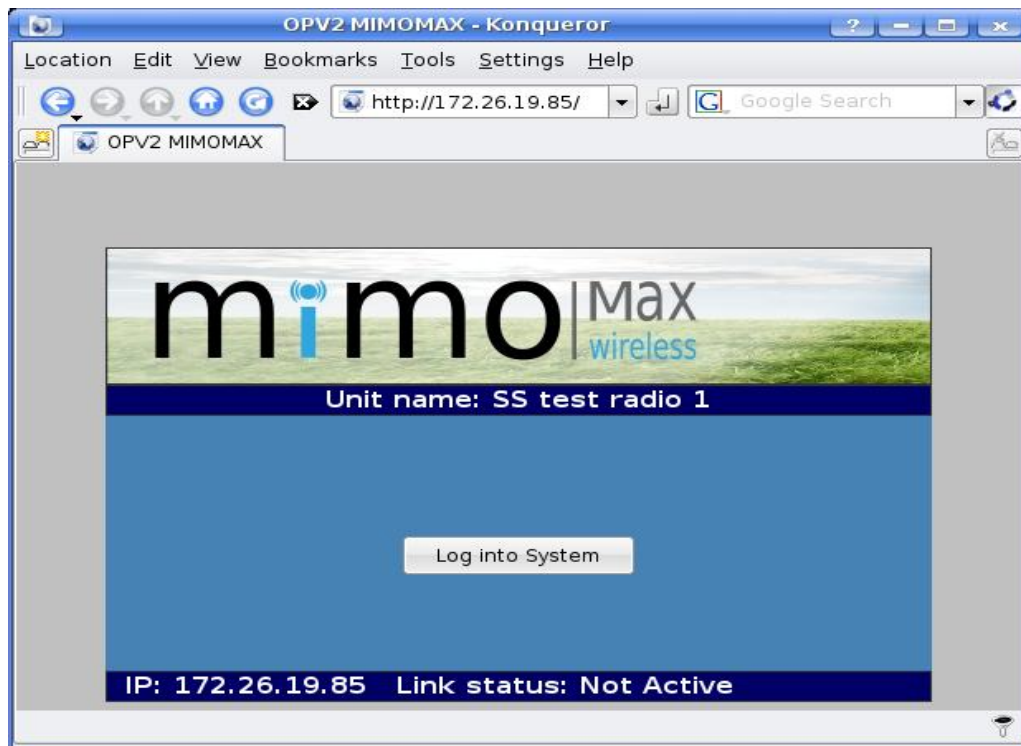 OPV2 MIMOMAX - Konqueror
Location Edit View Bookmarks Tools Settings Help
http://172.26.19.85/ Google Search
OPV2 MIMOMAX
mimo Max
wireless
Unit name: SS test radio 1
Log into System
IP: 172.26.19.85 Link status: Not Active